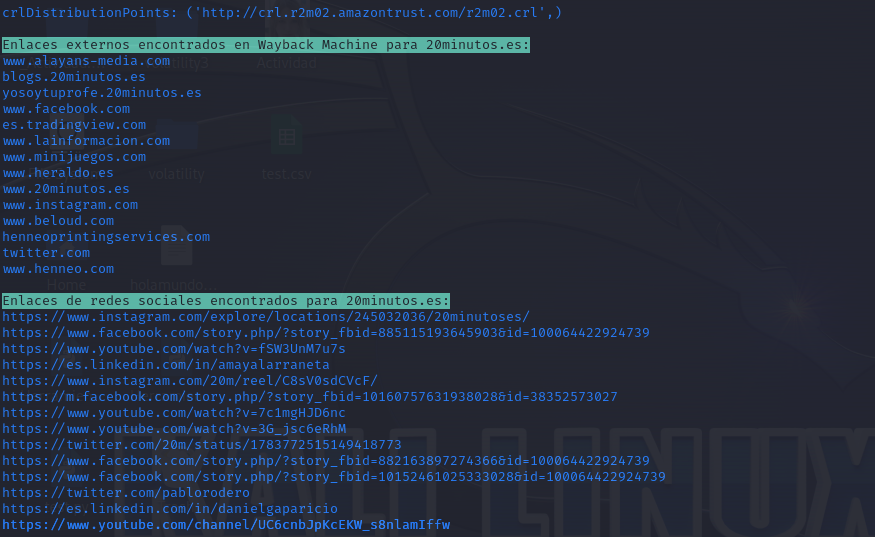 crlDistributionPoints: ('http://crl.r2m02.amazontrust.com/r2m02.crl',)
Enlaces externos encontrados en Wayback Machine para 20minutos.es:
www.alayans-media.com
blogs.20minutos.es
yosoytuprofe.20minutos.es
www.facebook.com
es.tradingview.com
www.lainformacion.com
www.minijuegos.com
www.heraldo.es
www.20minutos.es
www.instagram.com
www.beloud.com
henneoprintingservices.com
twitter.com
www.henneo.com
Enlaces de redes sociales encontrados para 20minutos.es:
https://www.instagram.com/explore/locations/245032036/20minutoses/
https://www.facebook.com/story.php/?story_fbid=885115193645903&id=100064422924739
https://www.youtube.com/watch?v=fSW3UnM7u7s
https://es.linkedin.com/in/amayalarraneta
https://www.instagram.com/20m/reel/C8sV0sdCVcF/
https://m.facebook.com/story.php/?story_fbid=10160757631938028&id=38352573027
https://www.youtube.com/watch?v=7c1mgHJD6nc
https://www.youtube.com/watch?v=3G_jsc6eRhM
https://twitter.com/20m/status/1783772515149418773
https://www.facebook.com/story.php/?story_fbid=882163897274366&id=100064422924739
https://www.facebook.com/story.php/?story_fbid=10152461025333028&id=100064422924739
https://twitter.com/pablorodero
https://es.linkedin.com/in/danielgaparicio
https://www.youtube.com/channel/UC6cnbJpKcEKW_s8nlamIffw
Actividad
volatility
test.csv
Home
holamundo...
KALI LINUX